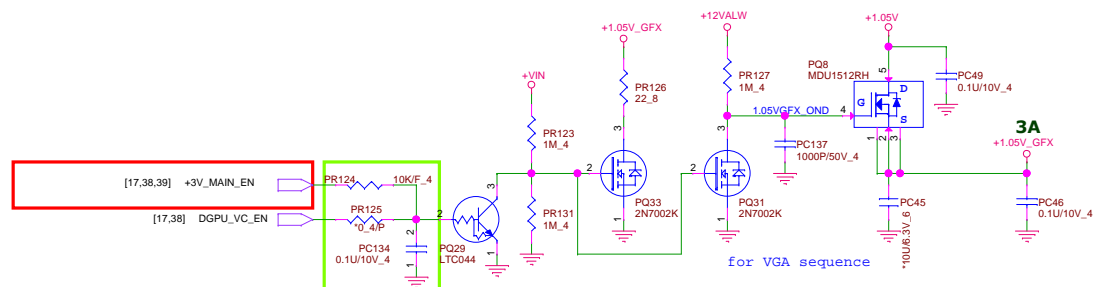 +12VALW
+1.05V
+1.05V_GFX
PQ8
MDU1512RH
5
PC49
0.1U/10V_4
+VIN
PR126
22_8
PR127
1M_4
D
G
S
1.05VGFX_OND
4
3A
+1.05V_GFX
PR123
1M_4
3
3
1
2
3
PC137
1000P/50V_4
[17,38,39] +3V_MAIN_EN
PR124
10K/F_4
3
2
2
PR125
*0_4/P
[17,38] DGPU_VC_EN
2
PR131
1M_4
PQ33
2N7002K
1
PQ31
2N7002K
1
PC45
*10U/6.3V_6
PC46
0.1U/10V_4
PC134
0.1U/10V_4
2
1
PQ29
LTC044
1
for VGA sequence